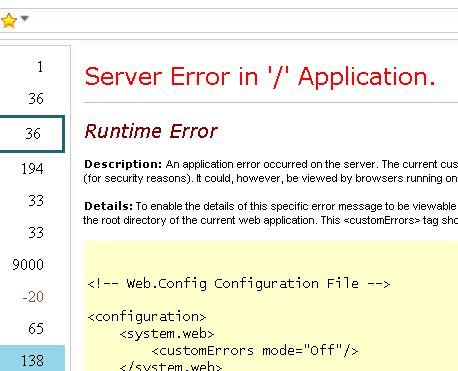 1
36
36
194
33
33
9000
-20
65
138
Server Error in '/' Application.
Runtime Error
Description: An application error occurred on the server. The current cus
(for security reasons). It could, however, be viewed by browsers running on
Details: To enable the details of this specific error message to be viewable
the root directory of the current web application. This <customErrors> tag sho
<!-- Web.Config Configuration File -->
<configuration>
<system.web>
<customErrors mode="Off"/>
</system.web>